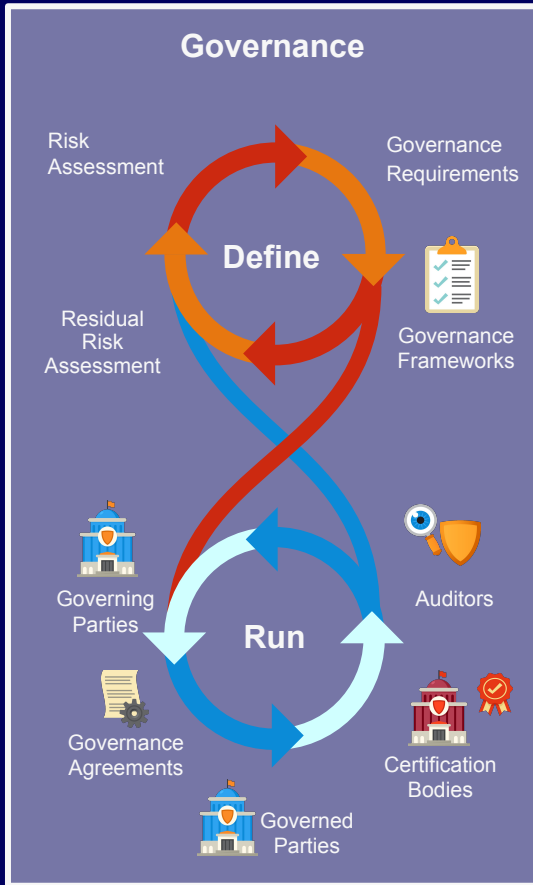 Governance
Risk
Assessment
Governance
Requirements
Define
Residual
Risk
Assessment
Governance
Frameworks
Governing
Parties
Auditors
Run
Governance
Agreements
Certification
Bodies
Governed
Parties